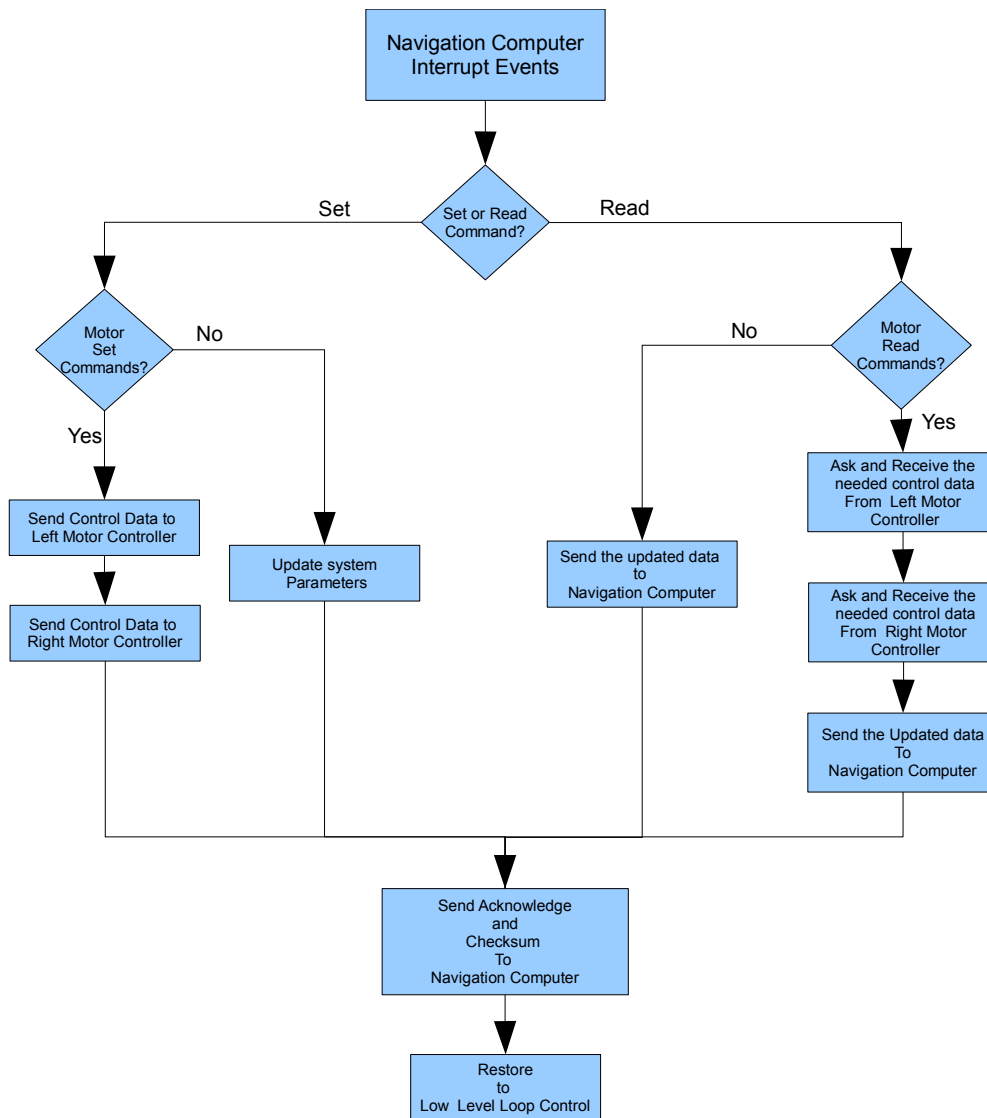 Navigation Computer
Interrupt Events
Set or Read
Command?
Set
Read
Motor
Set
Commands?
No
Yes
No
Motor
Read
Commands?
Yes
Send Control Data to
Left Motor Controller
Send Control Data to
Right Motor Controller
Update system
Parameters
Send the updated data
to
Navigation Computer
Ask and Receive the
needed control data
From Left Motor
Controller
Ask and Receive the
needed control data
From Right Motor
Controller
Send the Updated data
To
Navigation Computer
Send Acknowledge
and
Checksum
To
Navigation Computer
Restore
to
Low Level Loop Control